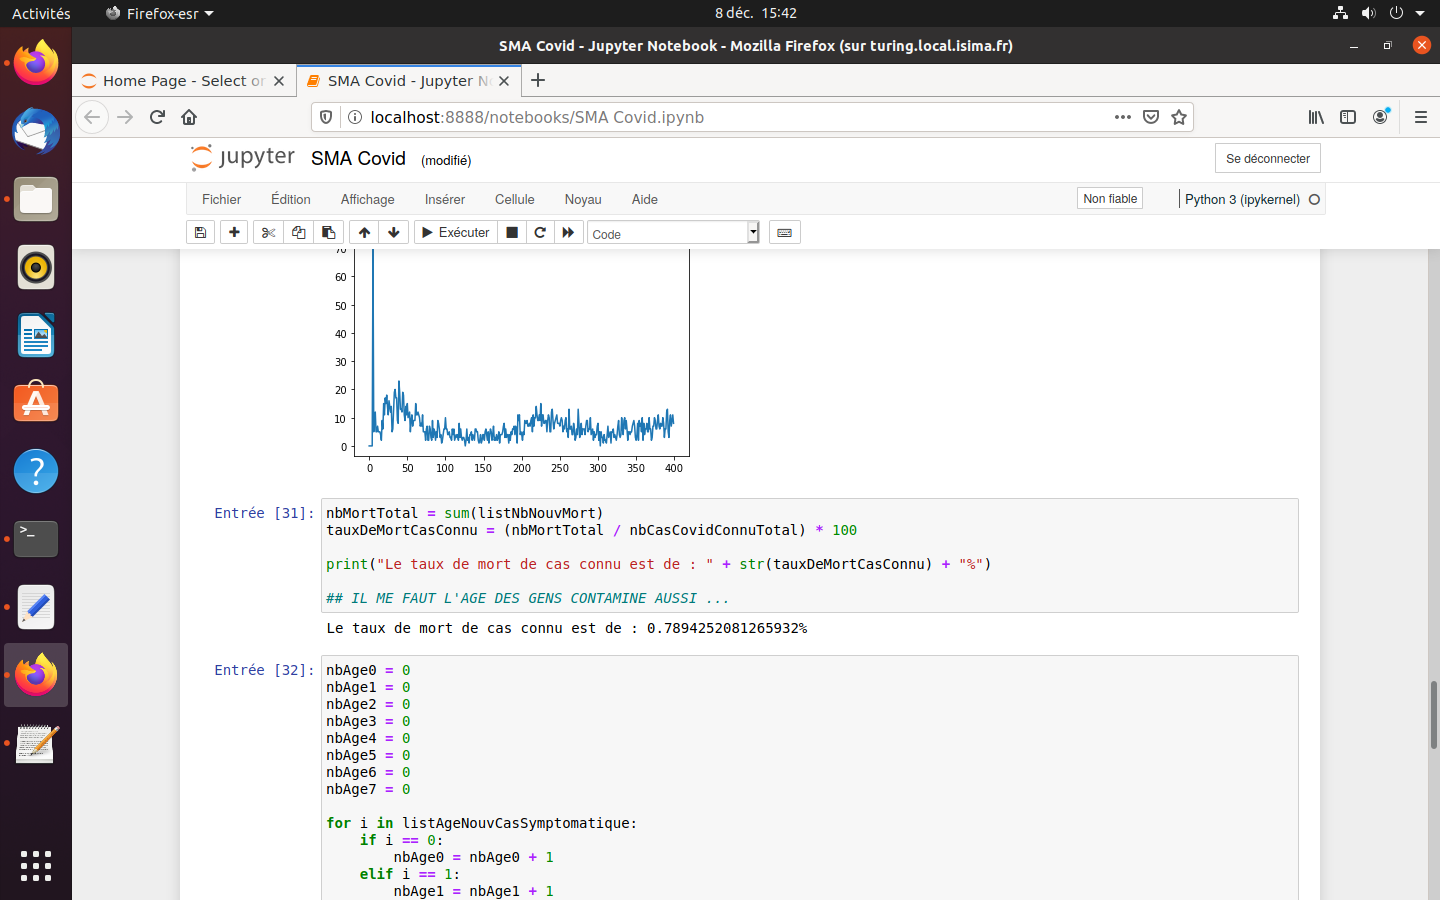 Activités
Firefox-esr
8 déc. 15:42
SMA Covid - Jupyter Notebook - Mozilla Firefox (sur turing.local.isima.fr)
Home Page - Select or
SMA Covid - Jupyter No
localhost:8888/notebooks/SMA Covid.ipynb
jupyter SMA Covid (modifié)
Se déconnecter
Fichier Édition Affichage Insérer Cellule Noyau Aide
Non fiable
Python 3 (ipykernel)
Exécuter
Code
70
60
50
40
30
20
10
0
0 50 100 150 200 250 300 350 400
Entrée [31]:
nbMortTotal = sum(listNbNouvMort)
tauxDeMortCasConnu = (nbMortTotal / nbCasCovidConnuTotal) * 100
print("Le taux de mort de cas connu est de : " + str(tauxDeMortCasConnu) + "%")
## IL ME FAUT L'AGE DES GENS CONTAMINE AUSSI ...
Le taux de mort de cas connu est de : 0.7894252081265932%
Entrée [32]:
nbAge0 = 0
nbAge1 = 0
nbAge2 = 0
nbAge3 = 0
nbAge4 = 0
nbAge5 = 0
nbAge6 = 0
nbAge7 = 0
for i in listAgeNouvCasSymptomatique:
    if i == 0:
        nbAge0 = nbAge0 + 1
    elif i == 1:
        nbAge1 = nbAge1 + 1